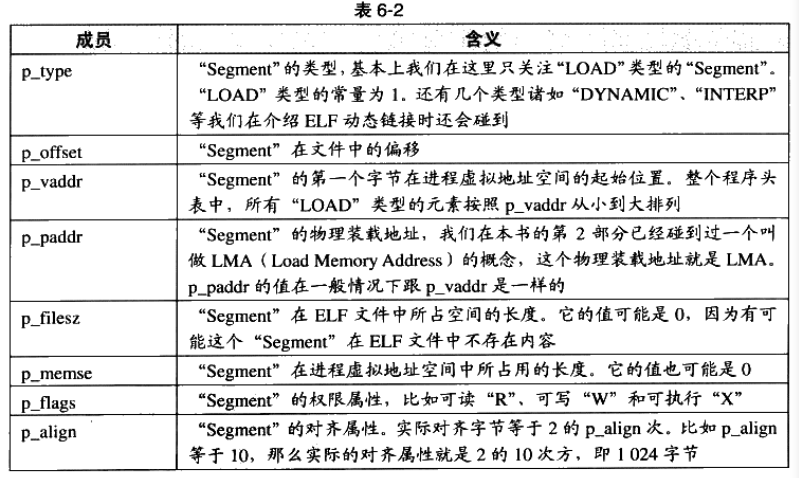 表 6-2
成员 含义
p_type “Segment”的类型，基本上我们在这里只关注“LOAD”类型的“Segment”。
“LOAD”类型的常量为 1。还有几个类型诸如“DYNAMIC”、“INTERP”
等我们在介绍 ELF 动态链接时还会碰到
p_offset “Segment”在文件中的偏移
p_vaddr “Segment”的第一个字节在进程虚拟地址空间的起始位置。整个程序头
表中，所有“LOAD”类型的元素按照 p_vaddr 从小到大排列
p_paddr “Segment”的物理装载地址，我们在本书的第 2 部分已经碰到过一个叫
做 LMA（Load Memory Address）的概念，这个物理装载地址就是 LMA。
p_paddr 的值在一般情况下跟 p_vaddr 是一样的
p_filesz “Segment”在 ELF 文件中所占空间的长度。它的值可能是 0，因为有可
能这个“Segment”在 ELF 文件中不存在内容
p_memse “Segment”在进程虚拟地址空间中所占用的长度。它的值也可能是 0
p_flags “Segment”的权限属性，比如可读“R”、可写“W”和可执行“X”
p_align “Segment”的对齐属性。实际对齐字节等于 2 的 p_align 次。比如 p_align
等于 10，那么实际的对齐属性就是 2 的 10 次方，即 1 024 字节